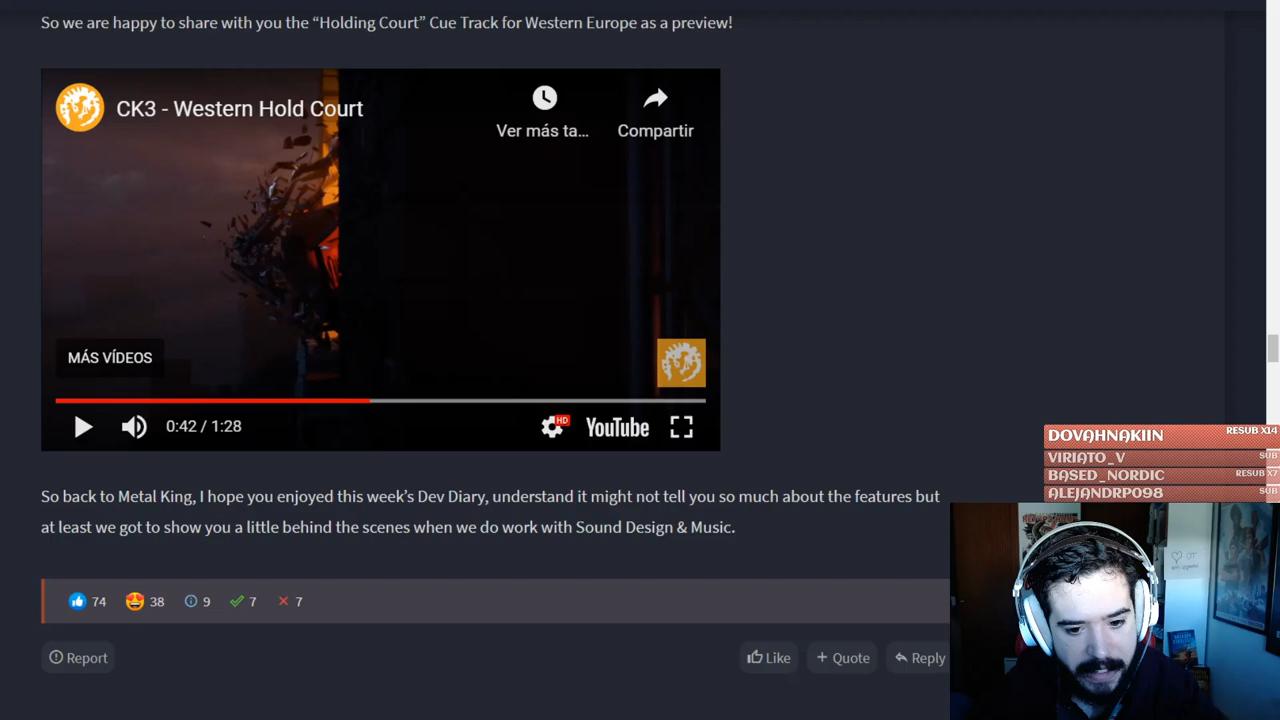 So we are happy to share with you the “Holding Court” Cue Track for Western Europe as a preview!
CK3 - Western Hold Court
Ver más ta...
Compartir
MÁS VÍDEOS
0:42 / 1:28
HD
YouTube
DOVAHNAKIIN RESUB X14
VIRIATO_V SUB
BASED_NORDIC RESUB X7
ALEJANDRP098 SUB
So back to Metal King, I hope you enjoyed this week’s Dev Diary, understand it might not tell you so much about the features but
at least we got to show you a little behind the scenes when we do work with Sound Design & Music.
74 38 9 7 7
Report
Like
+ Quote
Reply